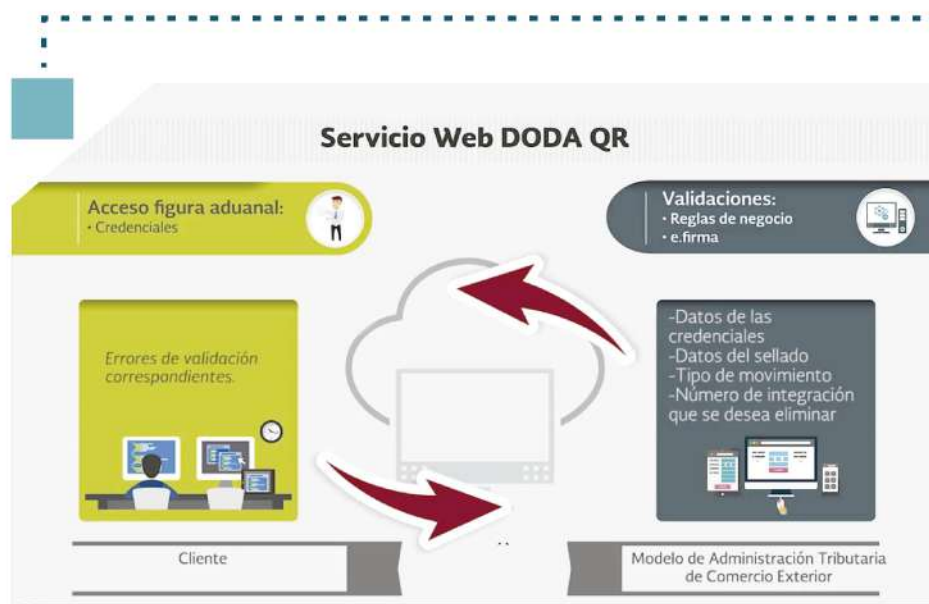 Servicio Web DODA QR
Acceso figura aduanal:
• Credenciales
Validaciones:
• Reglas de negocio
• e.firma
Errores de validación
correspondientes.
-Datos de las
credenciales
-Datos del sellado
-Tipo de movimiento
-Número de integración
que se desea eliminar
Cliente
Modelo de Administración Tributaria
de Comercio Exterior